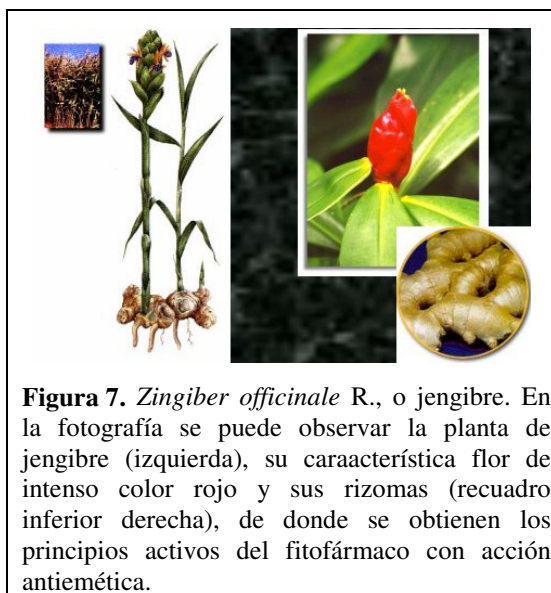 Figura 7. Zingiber officinale R., o jengibre. En
la fotografía se puede observar la planta de
jengibre (izquierda), su caraacterística flor de
intenso color rojo y sus rizomas (recuadro
inferior derecha), de donde se obtienen los
principios activos del fitofármaco con acción
antiemética.